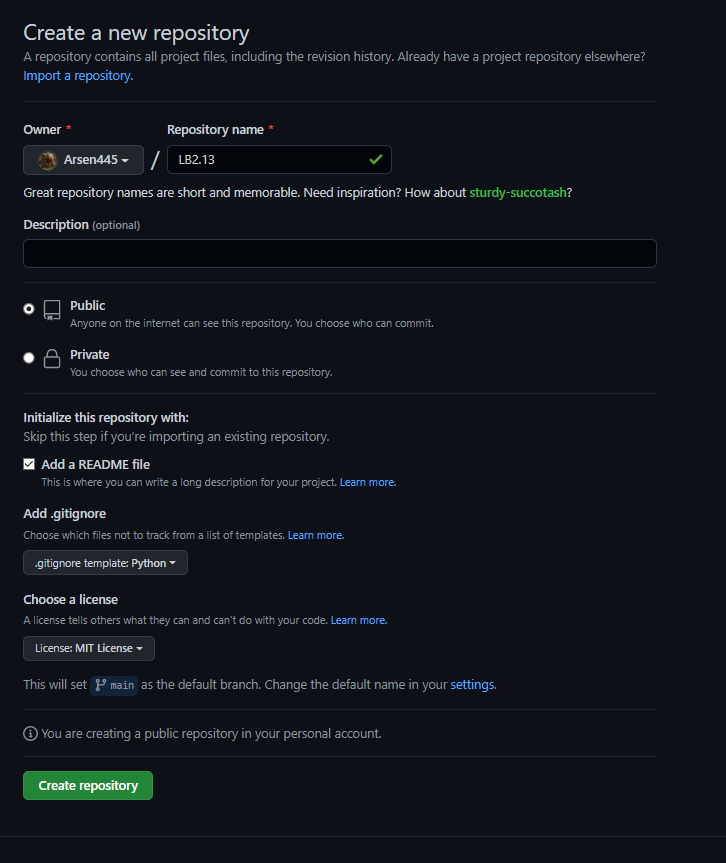 Create a new repository
A repository contains all project files, including the revision history. Already have a project repository elsewhere?
Import a repository.
Owner *
Repository name *
Arsen445
/
LB2.13
Great repository names are short and memorable. Need inspiration? How about sturdy-succotash?
Description (optional)
Public
Anyone on the internet can see this repository. You choose who can commit.
Private
You choose who can see and commit to this repository.
Initialize this repository with:
Skip this step if you're importing an existing repository.
Add a README file
This is where you can write a long description for your project. Learn more.
Add .gitignore
Choose which files not to track from a list of templates. Learn more.
.gitignore template: Python
Choose a license
A license tells others what they can and can't do with your code. Learn more.
License: MIT License
This will set main as the default branch. Change the default name in your settings.
You are creating a public repository in your personal account.
Create repository